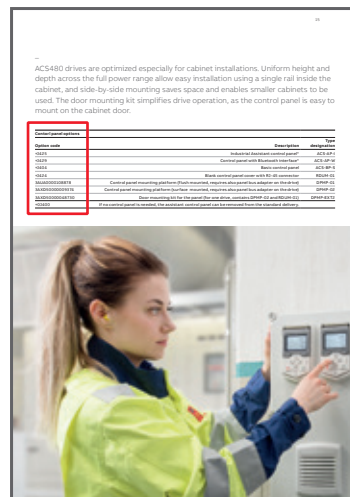 —
ACS480 drives are optimized especially for cabinet installations. Uniform height and
depth across the full power range allow easy installation using a single rail inside the
cabinet, and side-by-side mounting saves space and enables smaller cabinets to be
used. The door mounting kit simplifies drive operation, as the control panel is easy to
mount on the cabinet door.
Control panel options
Option code Description Type designation
+J425 Industrial Assistant control panel* ACS-AP-I
+J429 Control panel with Bluetooth interface* ACS-AP-W
+J404 Basic control panel ACS-BP-S
+J424 Blank control panel cover with RJ-45 connector RDUM-01
3AUA0000108878 Control panel mounting platform (flush mounted, requires also panel bus adapter on the drive) DPMP-01
Control panel mounting platform (surface mounted, requires also panel bus adapter on the drive) DPMP-02
Door mounting kit for the panel (for one drive, contains DPMP-02 and RDUM-01) DPMP-02
+0J400 If no control panel is needed, the assistant control panel can be removed from the standard delivery.